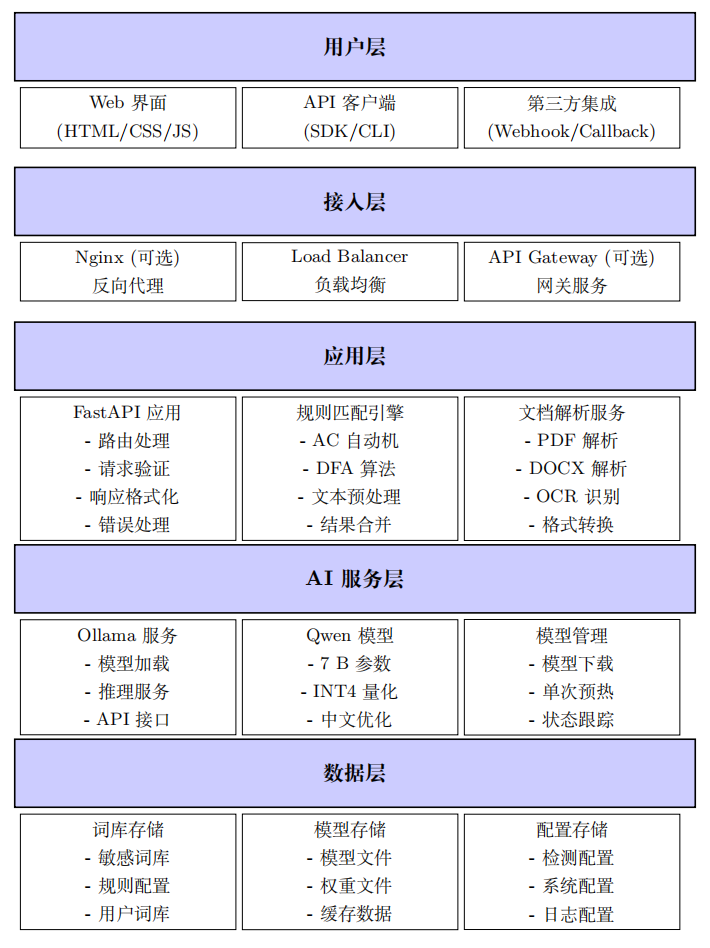 用户层
Web 界面
(HTML/CSS/JS)
API 客户端
(SDK/CLI)
第三方集成
(Webhook/Callback)
接入层
Nginx (可选)
反向代理
Load Balancer
负载均衡
API Gateway (可选)
网关服务
应用层
FastAPI 应用
- 路由处理
- 请求验证
- 响应格式化
- 错误处理
规则匹配引擎
- AC 自动机
- DFA 算法
- 文本预处理
- 结果合并
文档解析服务
- PDF 解析
- DOCX 解析
- OCR 识别
- 格式转换
AI 服务层
Ollama 服务
- 模型加载
- 推理服务
- API 接口
Qwen 模型
- 7 B 参数
- INT4 量化
- 中文优化
模型管理
- 模型下载
- 单次预热
- 状态跟踪
数据层
词库存储
- 敏感词库
- 规则配置
- 用户词库
模型存储
- 模型文件
- 权重文件
- 缓存数据
配置存储
- 检测配置
- 系统配置
- 日志配置